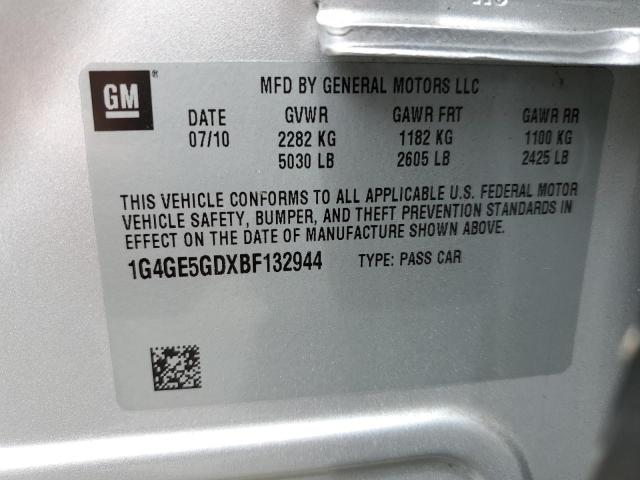 GM
MFD BY GENERAL MOTORS LLC
DATE GVWR GAWR FRT GAWR RR
07/10 2282 KG 1182 KG 1100 KG
5030 LB 2605 LB 2425 LB
THIS VEHICLE CONFORMS TO ALL APPLICABLE U.S. FEDERAL MOTOR
VEHICLE SAFETY, BUMPER, AND THEFT PREVENTION STANDARDS IN
EFFECT ON THE DATE OF MANUFACTURE SHOWN ABOVE.
1G4GE5GDXBF132944 TYPE: PASS CAR